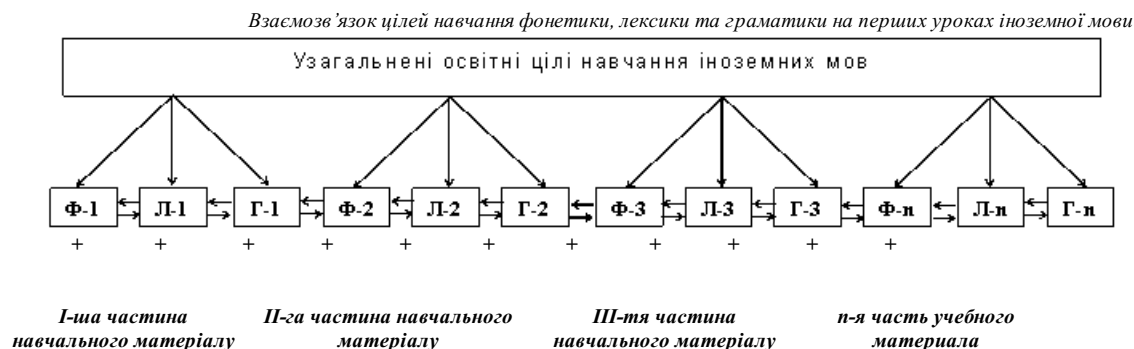 Взаємозв’язок цілей навчання фонетики, лексики та граматики на перших уроках іноземної мови
Узагальнені освітні цілі навчання іноземних мов
Ф-1 Л-1 Г-1 Ф-2 Л-2 Г-2 Ф-3 Л-3 Г-3 Ф-n Л-n Г-n
+ + + + + + + + + + +
I-ша частина навчального матеріалу
II-га частина навчального матеріалу
III-тя частина навчального матеріалу
n-я часть учебного материала